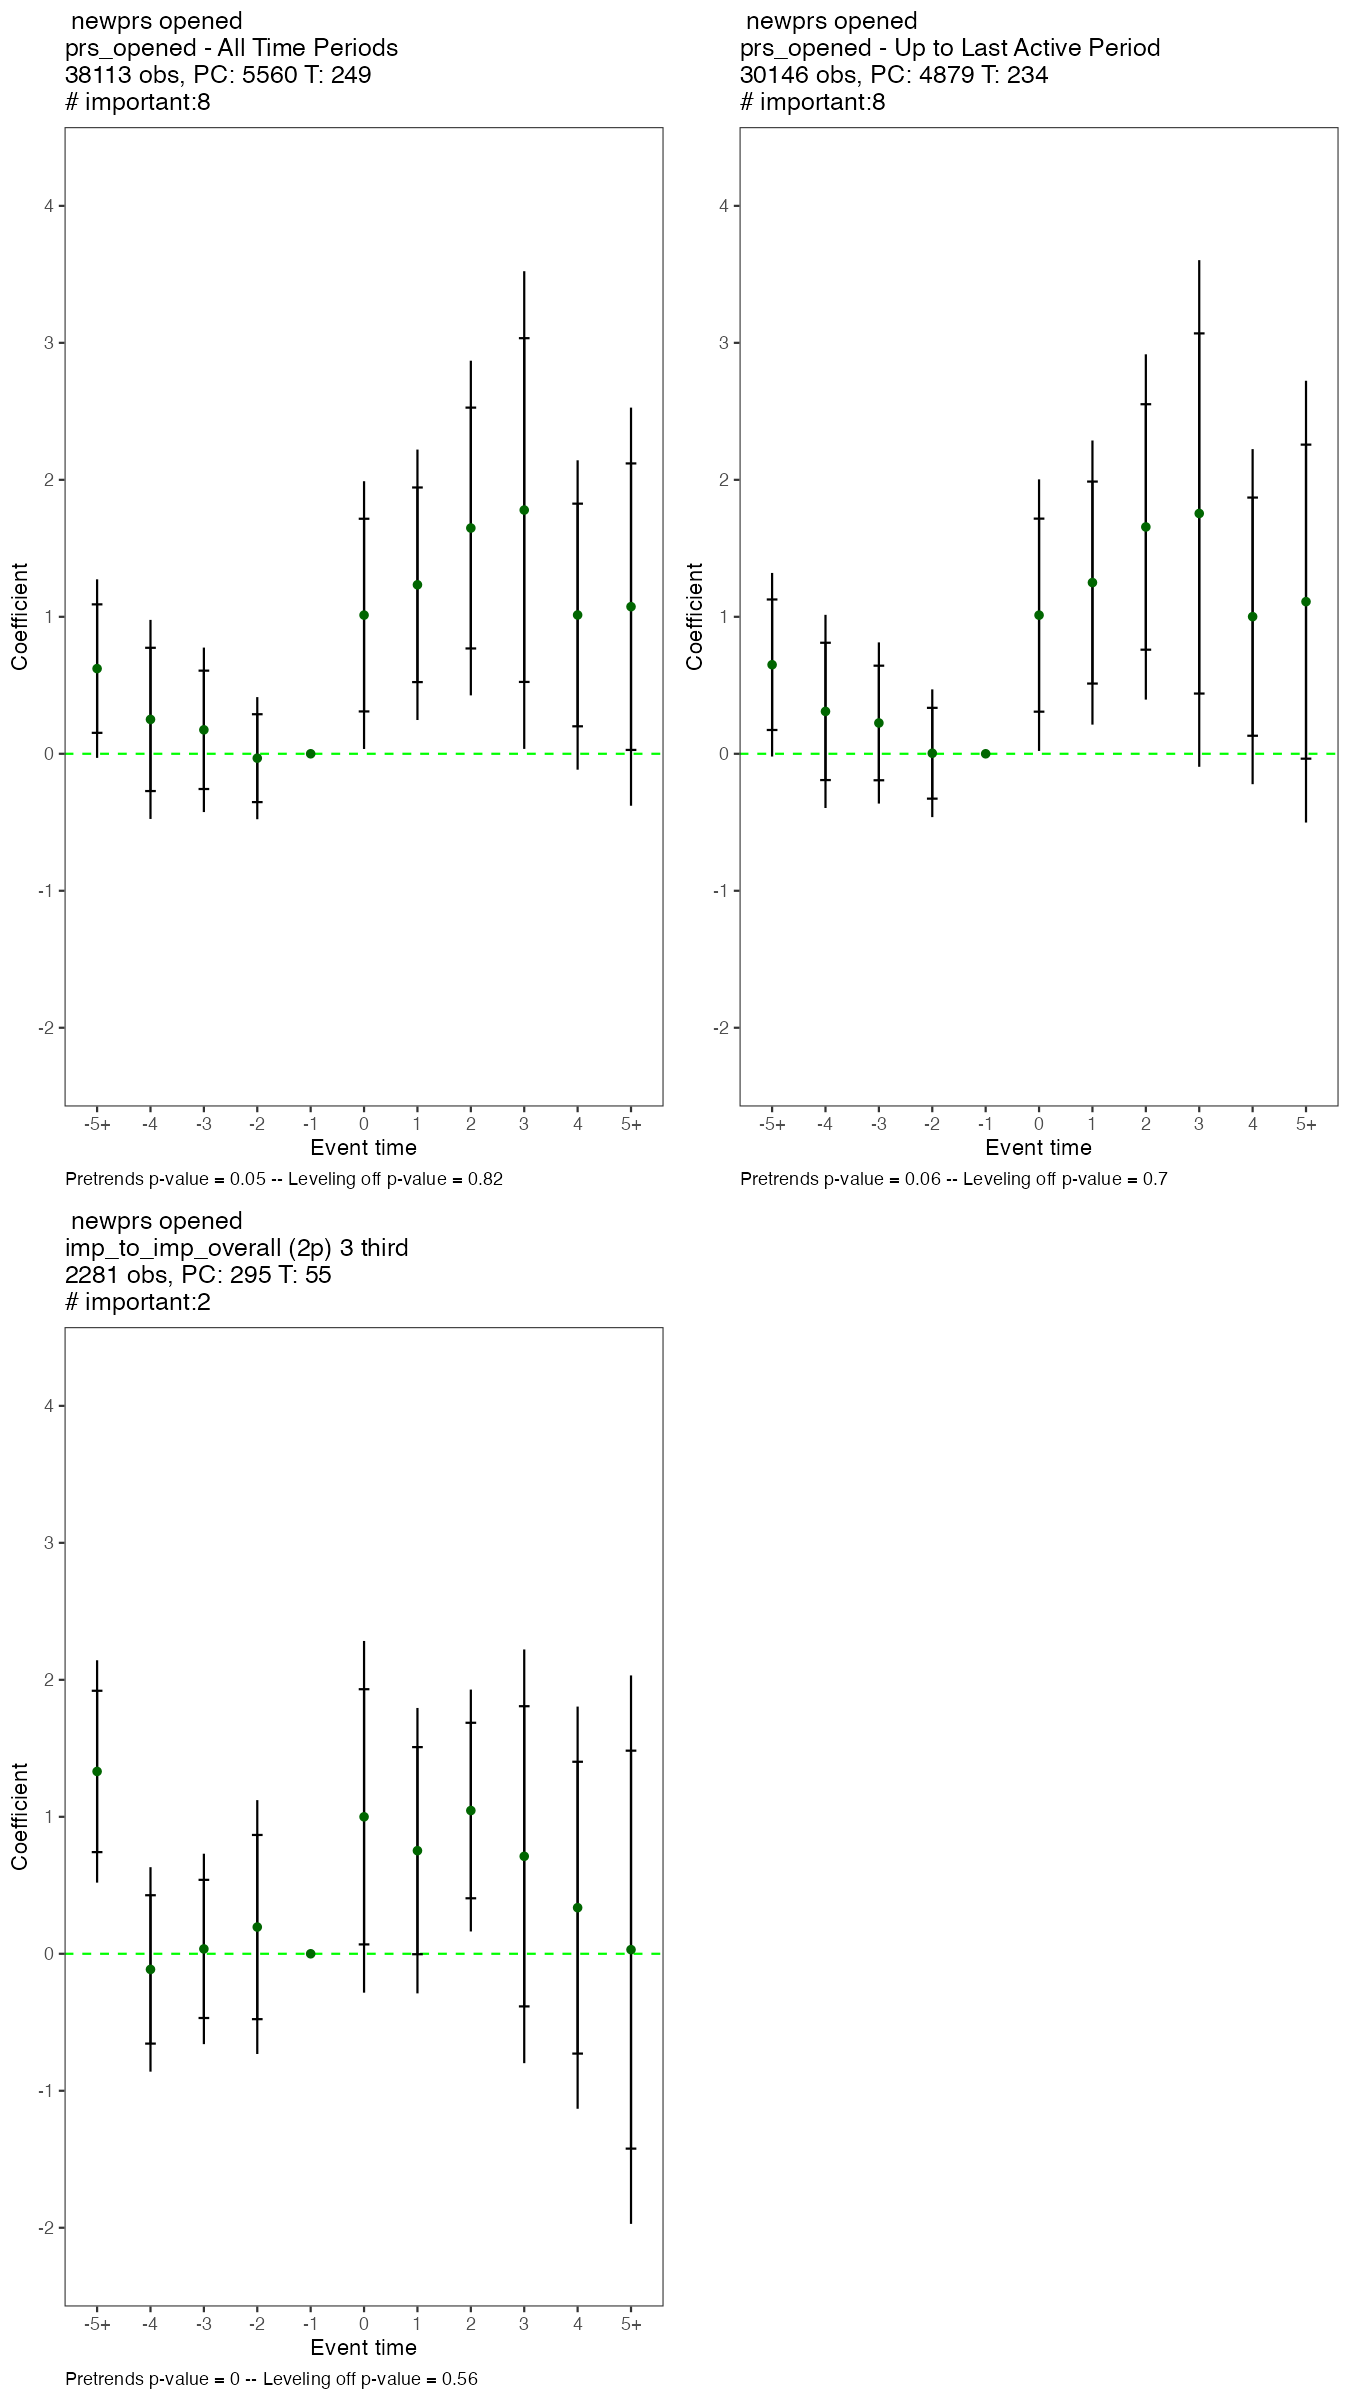 newprs opened
prs_opened - All Time Periods
38113 obs, PC: 5560 T: 249
# important:8
4
3
2
1
0
-1
-2
Coefficient
-5+ -4 -3 -2 -1 0 1 2 3 4 5+
Event time
Pretrends p-value = 0.05 -- Leveling off p-value = 0.82
newprs opened
prs_opened - Up to Last Active Period
30146 obs, PC: 4879 T: 234
# important:8
4
3
2
1
0
-1
-2
Coefficient
-5+ -4 -3 -2 -1 0 1 2 3 4 5+
Event time
Pretrends p-value = 0.06 -- Leveling off p-value = 0.7
newprs opened
imp_to_imp_overall (2p) 3 third
2281 obs, PC: 295 T: 55
# important:2
4
3
2
1
0
-1
-2
Coefficient
-5+ -4 -3 -2 -1 0 1 2 3 4 5+
Event time
Pretrends p-value = 0 -- Leveling off p-value = 0.56